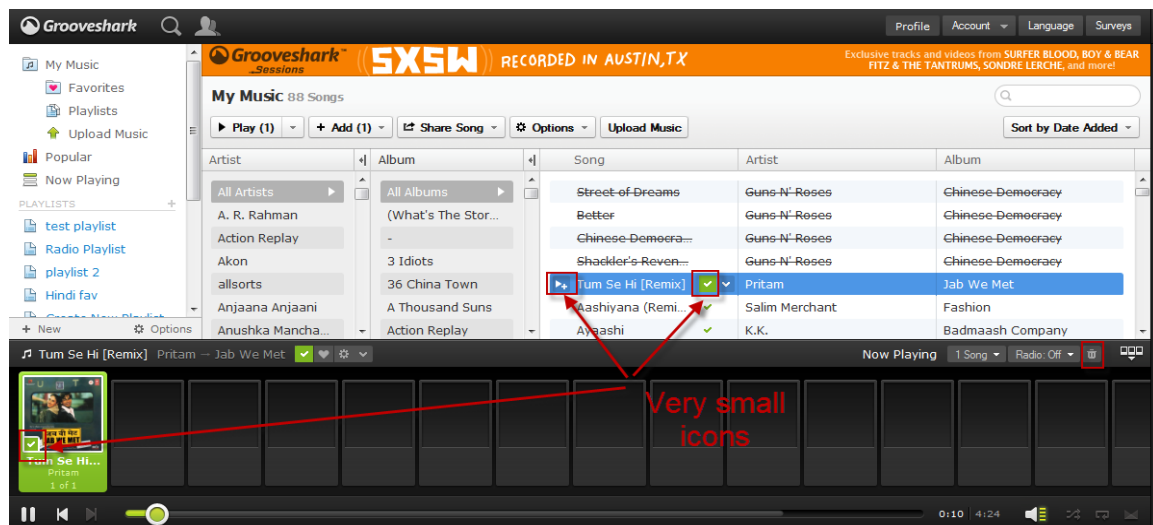 Grooveshark
Profile Account Language Surveys
My Music
Favorites
Playlists
Upload Music
Popular
Now Playing
PLAYLISTS +
test playlist
Radio Playlist
playlist 2
Hindi fav
+ New Options
Grooveshark™
Sessions
SXSW RECORDED IN AUSTIN,TX
Exclusive tracks and videos from SURFER BLOOD, BOY & BEAR
FITZ & THE TANTRUMS, SONDRE LERCHE, and more!
My Music 88 Songs
Play (1) + Add (1) Share Song Options Upload Music Sort by Date Added
Artist Album Song Artist Album
All Artists All Albums Street of Dreams Guns N' Roses Chinese Democracy
A. R. Rahman (What's The Stor... Better Guns N' Roses Chinese Democracy
Action Replay - Chinese Democra... Guns N' Roses Chinese Democracy
Akon 3 Idiots Shackler's Reven... Guns N' Roses Chinese Democracy
allsorts 36 China Town Tum Se Hi [Remix] Pritam Jab We Met
Anjaana Anjaani A Thousand Suns Aashiyana (Remi... Salim Merchant Fashion
Anushka Mancha... Action Replay Ayaashi K.K. Badmaash Company
Tum Se Hi [Remix] Pritam — Jab We Met Now Playing 1 Song Radio: Off
Very small
icons
Tum Se Hi...
Pritam
1 of 1
0:10 4:24